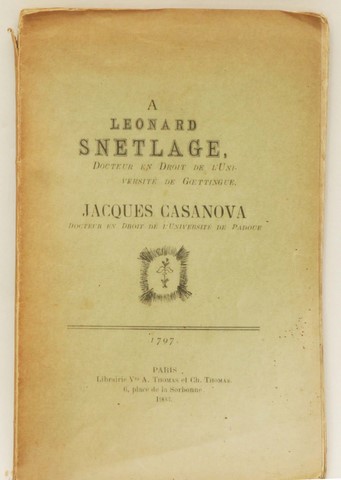 A
LEONARD
SNETLAGE,
DOCTEUR EN DROIT DE L'UNI-
VERSITÉ DE GŒTTINGUE,
JACQUES CASANOVA
DOCTEUR EN DROIT DE L'UNIVERSITÉ DE PADOUE
1797
PARIS
Librairie Vve A. THOMAS et Ch. THOMAS
6, place de la Sorbonne
1903